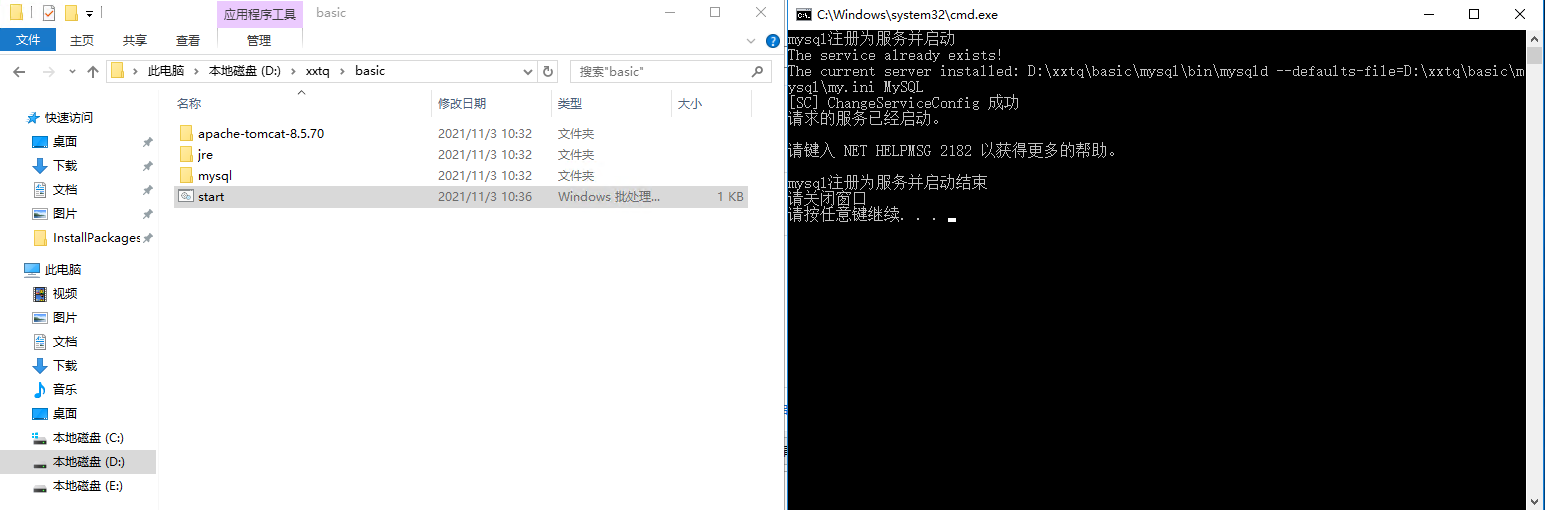 应用程序工具 basic
文件 主页 共享 查看 管理
此电脑 本地磁盘 (D:) xxtq basic
搜索"basic"
名称 修改日期 类型 大小
apache-tomcat-8.5.70 2021/11/3 10:32 文件夹
jre 2021/11/3 10:32 文件夹
mysql 2021/11/3 10:32 文件夹
start 2021/11/3 10:36 Windows 批处理... 1 KB
快速访问
桌面
下载
文档
图片
InstallPackages
此电脑
视频
图片
文档
下载
音乐
桌面
本地磁盘 (C:)
本地磁盘 (D:)
本地磁盘 (E:)
C:\Windows\system32\cmd.exe
mysql注册为服务并启动
The service already exists!
The current server installed: D:\xxtq\basic\mysql\bin\mysqld --defaults-file=D:\xxtq\basic\m
ysql\my.ini MySQL
[SC] ChangeServiceConfig 成功
请求的服务已经启动。
请键入 NET HELPMSG 2182 以获得更多的帮助。
mysql注册为服务并启动结束
请关闭窗口
请按任意键继续. . .